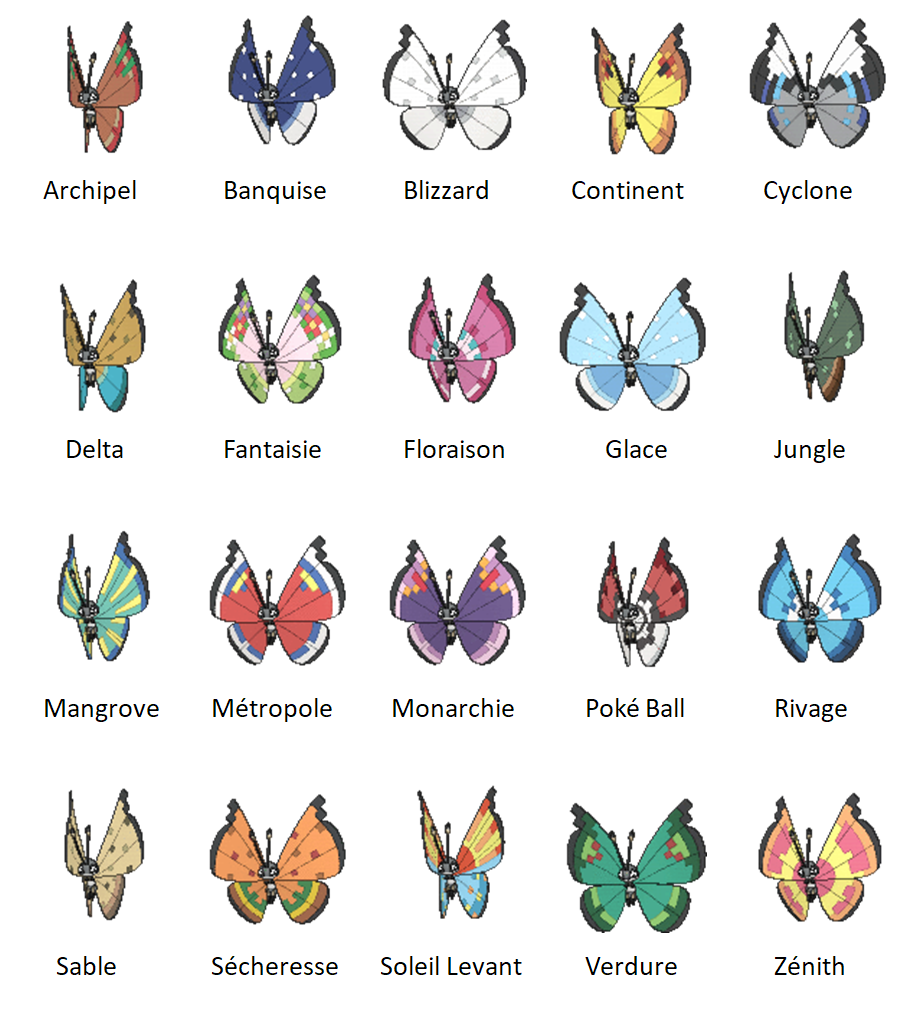 Archipel Banquise Blizzard Continent Cyclone
Delta Fantaisie Floraison Glace Jungle
Mangrove Métropole Monarchie Poké Ball Rivage
Sable Sécheresse Soleil Levant Verdure Zénith